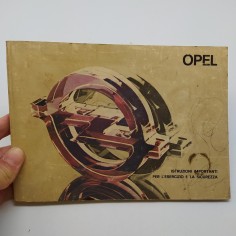 OPEL
ISTRUZIONI IMPORTANTI
PER L'ESERCIZIO E LA SICUREZZA